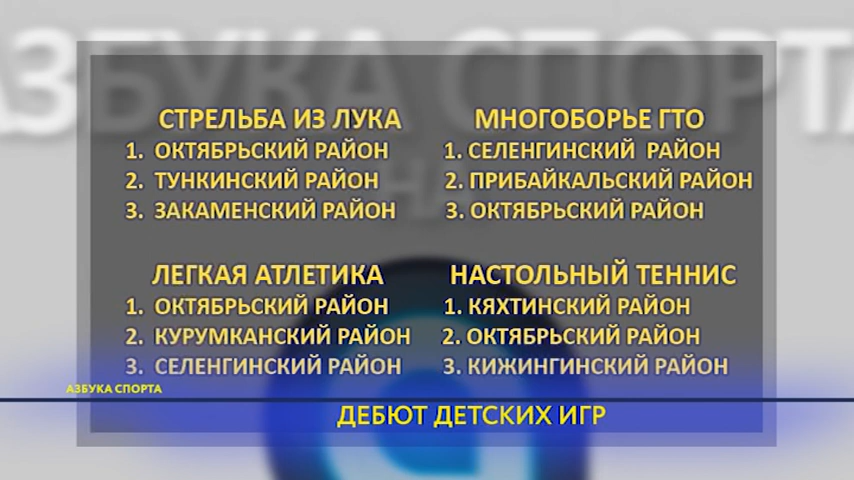 АЗБУКА СПОРТА
СТРЕЛЬБА ИЗ ЛУКА
1. ОКТЯБРЬСКИЙ РАЙОН
2. ТУНКИНСКИЙ РАЙОН
3. ЗАКАМЕНСКИЙ РАЙОН
МНОГОБОРЬЕ ГТО
1. СЕЛЕНГИНСКИЙ РАЙОН
2. ПРИБАЙКАЛЬСКИЙ РАЙОН
3. ОКТЯБРЬСКИЙ РАЙОН
ЛЕГКАЯ АТЛЕТИКА
1. ОКТЯБРЬСКИЙ РАЙОН
2. КУРУМКАНСКИЙ РАЙОН
3. СЕЛЕНГИНСКИЙ РАЙОН
НАСТОЛЬНЫЙ ТЕННИС
1. КЯХТИНСКИЙ РАЙОН
2. ОКТЯБРЬСКИЙ РАЙОН
3. КИЖИНГИНСКИЙ РАЙОН
АЗБУКА СПОРТА
ДЕБЮТ ДЕТСКИХ ИГР